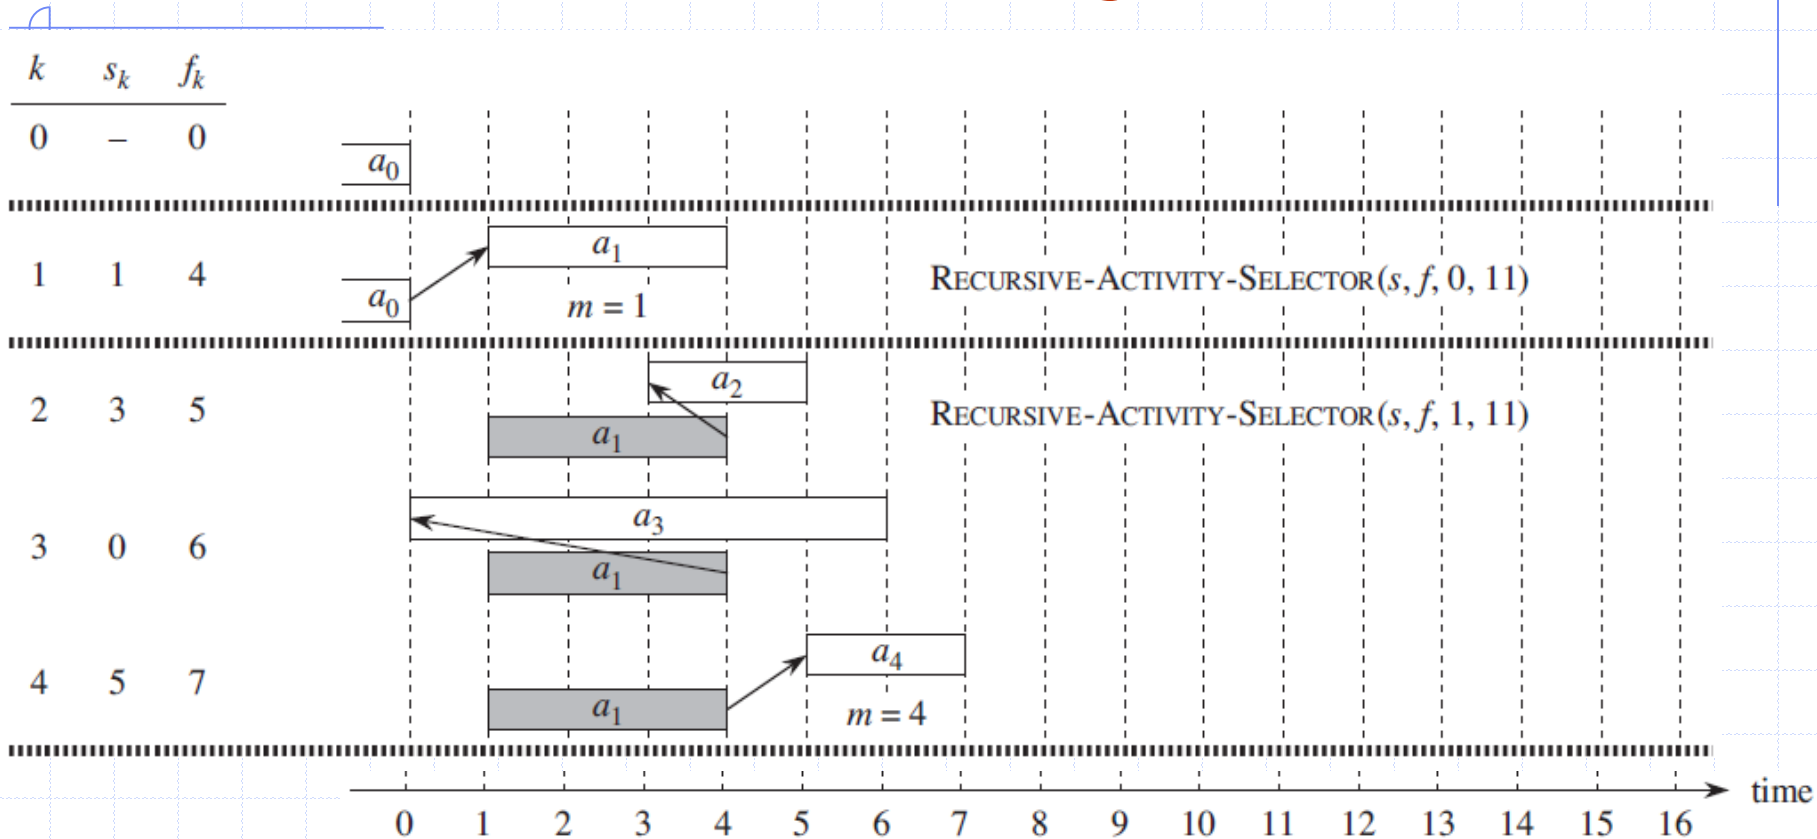 k s_k f_k
0 – 0
a_0
1 1 4
a_1
a_0
m = 1
RECURSIVE-ACTIVITY-SELECTOR(s, f, 0, 11)
2 3 5
a_2
a_1
RECURSIVE-ACTIVITY-SELECTOR(s, f, 1, 11)
3 0 6
a_3
a_1
4 5 7
a_4
a_1
m = 4
time
0 1 2 3 4 5 6 7 8 9 10 11 12 13 14 15 16